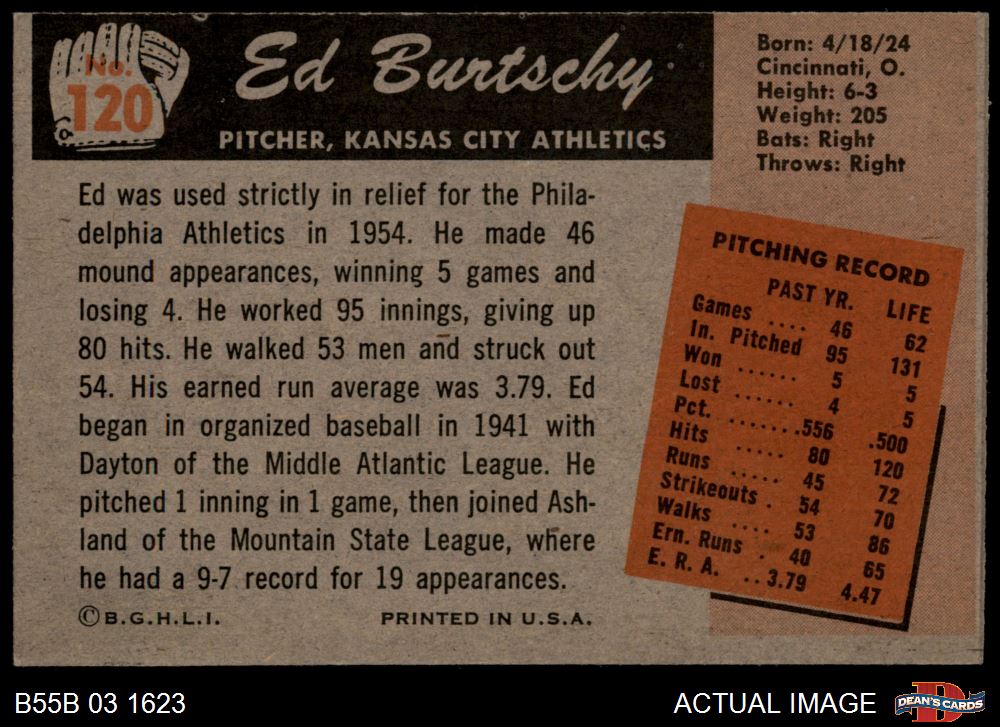 No.
120
Ed Burtschy
PITCHER, KANSAS CITY ATHLETICS
Born: 4/18/24
Cincinnati, O.
Height: 6-3
Weight: 205
Bats: Right
Throws: Right
Ed was used strictly in relief for the Phila-
delphia Athletics in 1954. He made 46
mound appearances, winning 5 games and
losing 4. He worked 95 innings, giving up
80 hits. He walked 53 men and struck out
54. His earned run average was 3.79. Ed
began in organized baseball in 1941 with
Dayton of the Middle Atlantic League. He
pitched 1 inning in 1 game, then joined Ash-
land of the Mountain State League, where
he had a 9-7 record for 19 appearances.
© B.G.H.L.I. PRINTED IN U.S.A.
PITCHING RECORD
PAST YR. LIFE
Games .... 46 62
In. Pitched 95 131
Won ...... 5 5
Lost ...... 4 5
Pct. ....... .556 .500
Hits ..... 80 120
Runs ..... 45 72
Strikeouts . 54 70
Walks .... 53 86
Ern. Runs . 40 65
E. R. A. .. 3.79 4.47
B55B 03 1623
ACTUAL IMAGE
D
DEAN'S CARDS